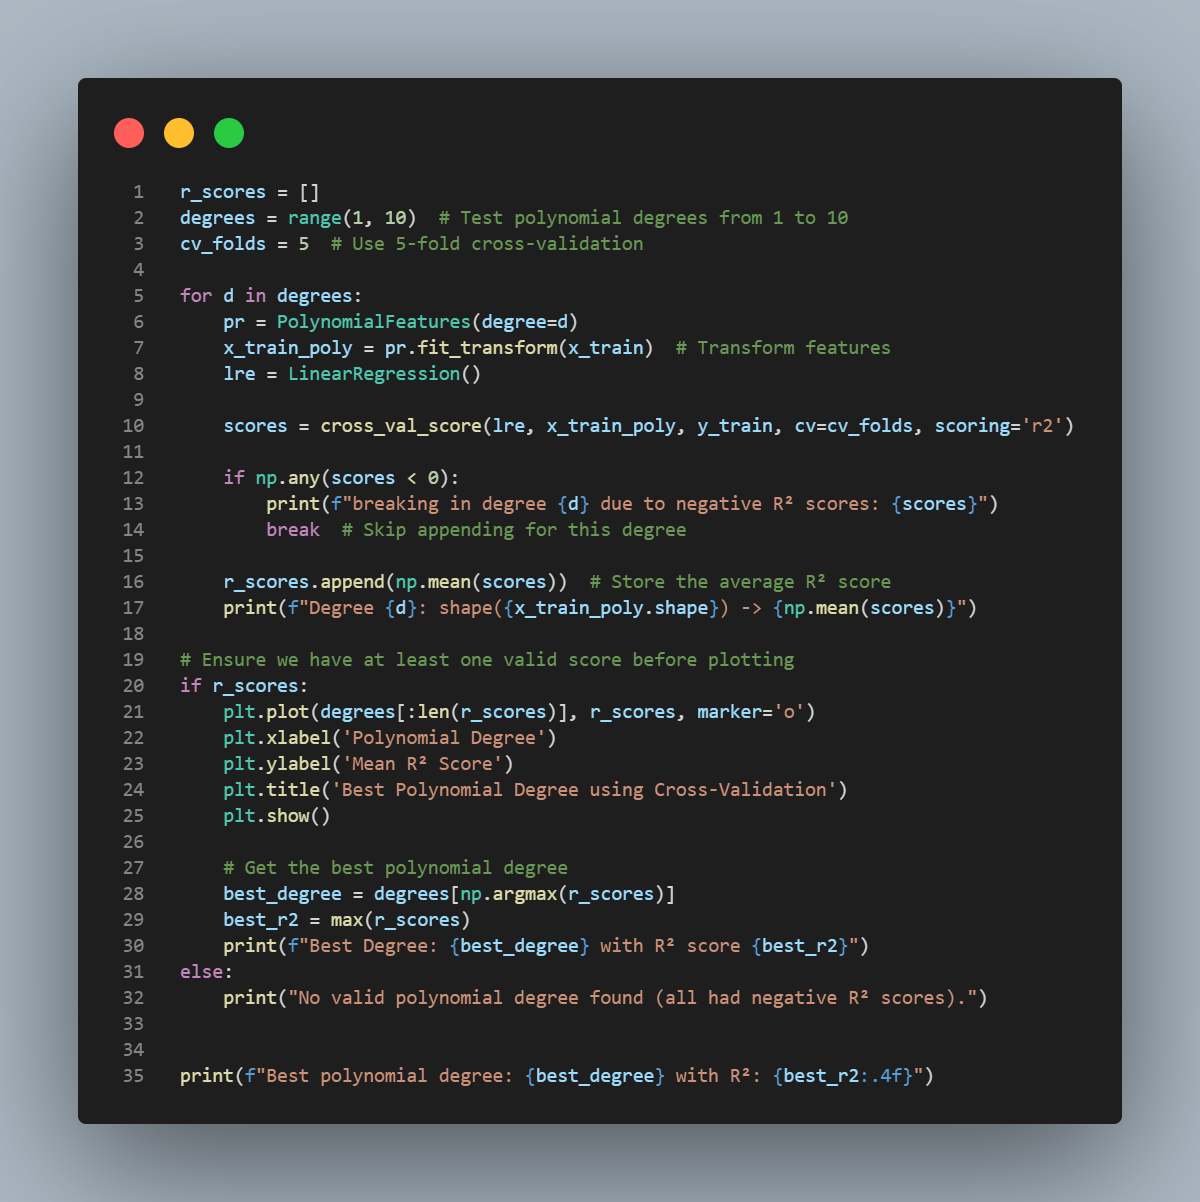 1 r_scores = []
2 degrees = range(1, 10)  # Test polynomial degrees from 1 to 10
3 cv_folds = 5  # Use 5-fold cross-validation
4
5 for d in degrees:
6     pr = PolynomialFeatures(degree=d)
7     x_train_poly = pr.fit_transform(x_train)  # Transform features
8     lre = LinearRegression()
9
10     scores = cross_val_score(lre, x_train_poly, y_train, cv=cv_folds, scoring='r2')
11
12     if np.any(scores < 0):
13         print(f"breaking in degree {d} due to negative R² scores: {scores}")
14         break  # Skip appending for this degree
15
16     r_scores.append(np.mean(scores))  # Store the average R² score
17     print(f"Degree {d}: shape({x_train_poly.shape}) -> {np.mean(scores)}")
18
19 # Ensure we have at least one valid score before plotting
20 if r_scores:
21     plt.plot(degrees[:len(r_scores)], r_scores, marker='o')
22     plt.xlabel('Polynomial Degree')
23     plt.ylabel('Mean R² Score')
24     plt.title('Best Polynomial Degree using Cross-Validation')
25     plt.show()
26
27     # Get the best polynomial degree
28     best_degree = degrees[np.argmax(r_scores)]
29     best_r2 = max(r_scores)
30     print(f"Best Degree: {best_degree} with R² score {best_r2}")
31 else:
32     print("No valid polynomial degree found (all had negative R² scores).")
33
34
35 print(f"Best polynomial degree: {best_degree} with R²: {best_r2:.4f}")